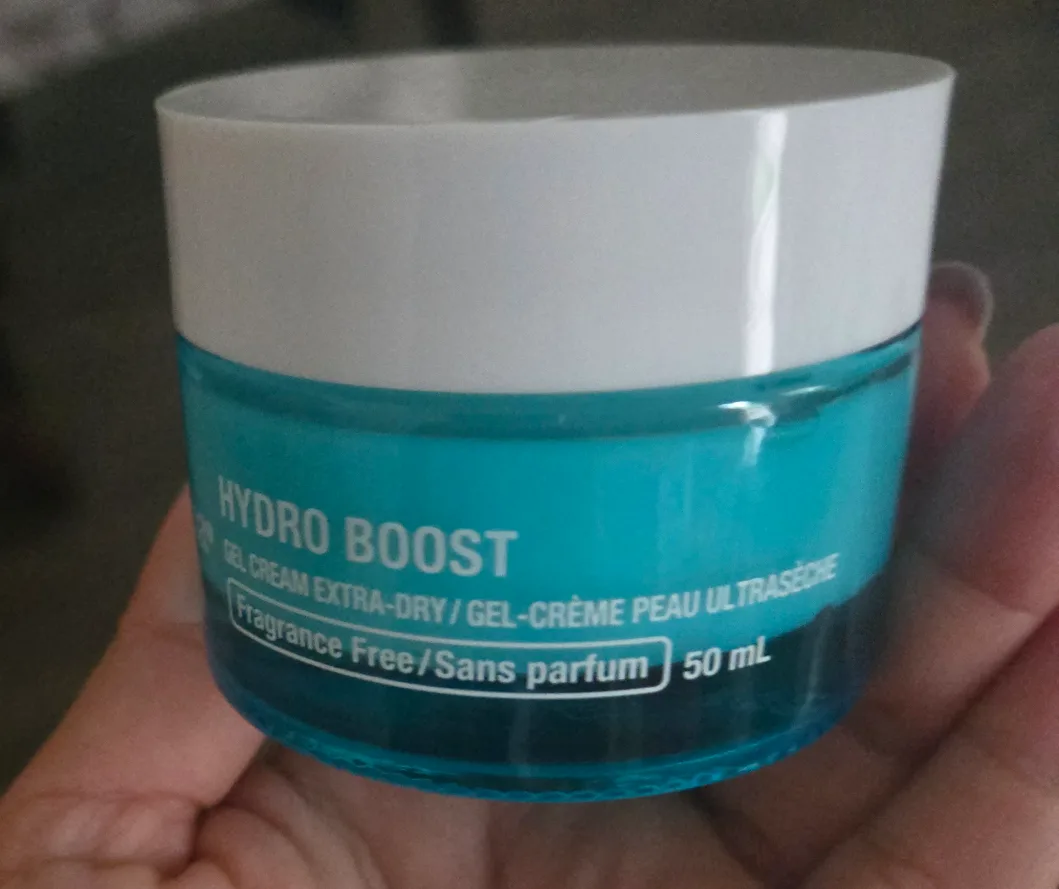 HYDRO BOOST
GEL CREAM EXTRA-DRY / GEL-CRÈME PEAU ULTRASÈCHE
Fragrance Free/Sans parfum 50 mL